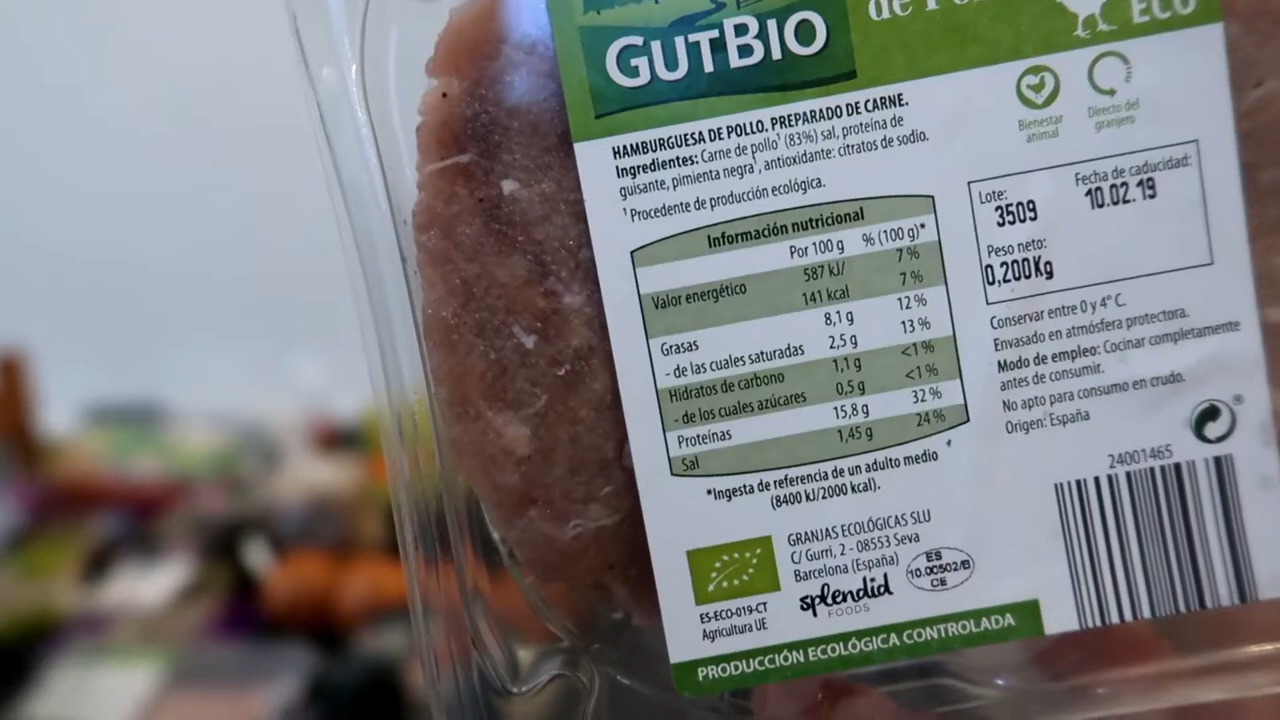 GUTBIO
de
ECO
Bienestar animal
Directo del granjero
HAMBURGUESA DE POLLO. PREPARADO DE CARNE.
Ingredientes: Carne de pollo¹ (83%) sal, proteína de
guisante, pimienta negra¹, antioxidante: citratos de sodio.
¹ Procedente de producción ecológica.
Información nutricional
Por 100 g % (100 g)*
Valor energético 587 kJ/ 7 %
141 kcal 7 %
Grasas 8,1 g 12 %
- de las cuales saturadas 2,5 g 13 %
Hidratos de carbono 1,1 g <1 %
- de los cuales azúcares 0,5 g <1 %
Proteínas 15,8 g 32 %
Sal 1,45 g 24 %
*Ingesta de referencia de un adulto medio
(8400 kJ/2000 kcal).
Lote:
3509
Fecha de caducidad:
10.02.19
Peso neto:
0,200Kg
Conservar entre 0 y 4° C.
Envasado en atmósfera protectora.
Modo de empleo: Cocinar completamente
antes de consumir.
No apto para consumo en crudo.
Origen: España
24001465
GRANJAS ECOLÓGICAS SLU
C/ Gurri, 2 - 08553 Seva
Barcelona (España)
splendid
FOODS
ES
10.00502/B
CE
ES-ECO-019-CT
Agricultura UE
PRODUCCIÓN ECOLÓGICA CONTROLADA